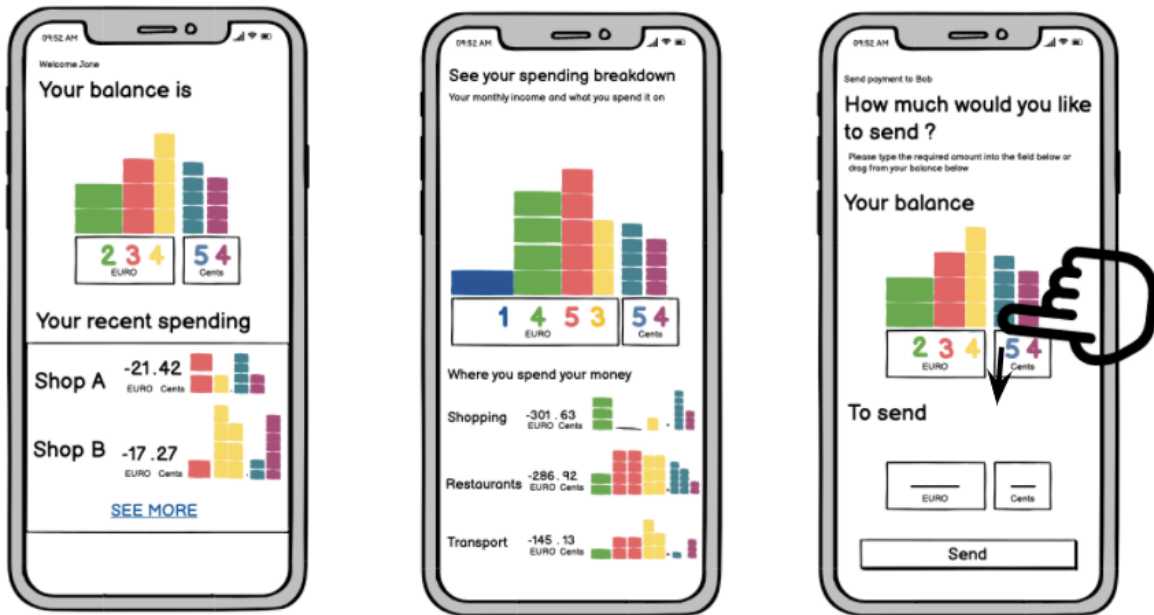 09:52 AM
Welcome Jane
Your balance is
2 3 4 5 4
EURO Cents
Your recent spending
Shop A -21.42
EURO Cents
Shop B -17.27
EURO Cents
SEE MORE
09:52 AM
See your spending breakdown
Your monthly income and what you spend it on
1 4 5 3 5 4
EURO Cents
Where you spend your money
Shopping -301.63
EURO Cents
Restaurants -286.92
EURO Cents
Transport -145.13
EURO Cents
09:52 AM
Send payment to Bob
How much would you like
to send ?
Please type the required amount into the field below or
drag from your balance below
Your balance
2 3 4 5 4
EURO Cents
To send
EURO Cents
Send